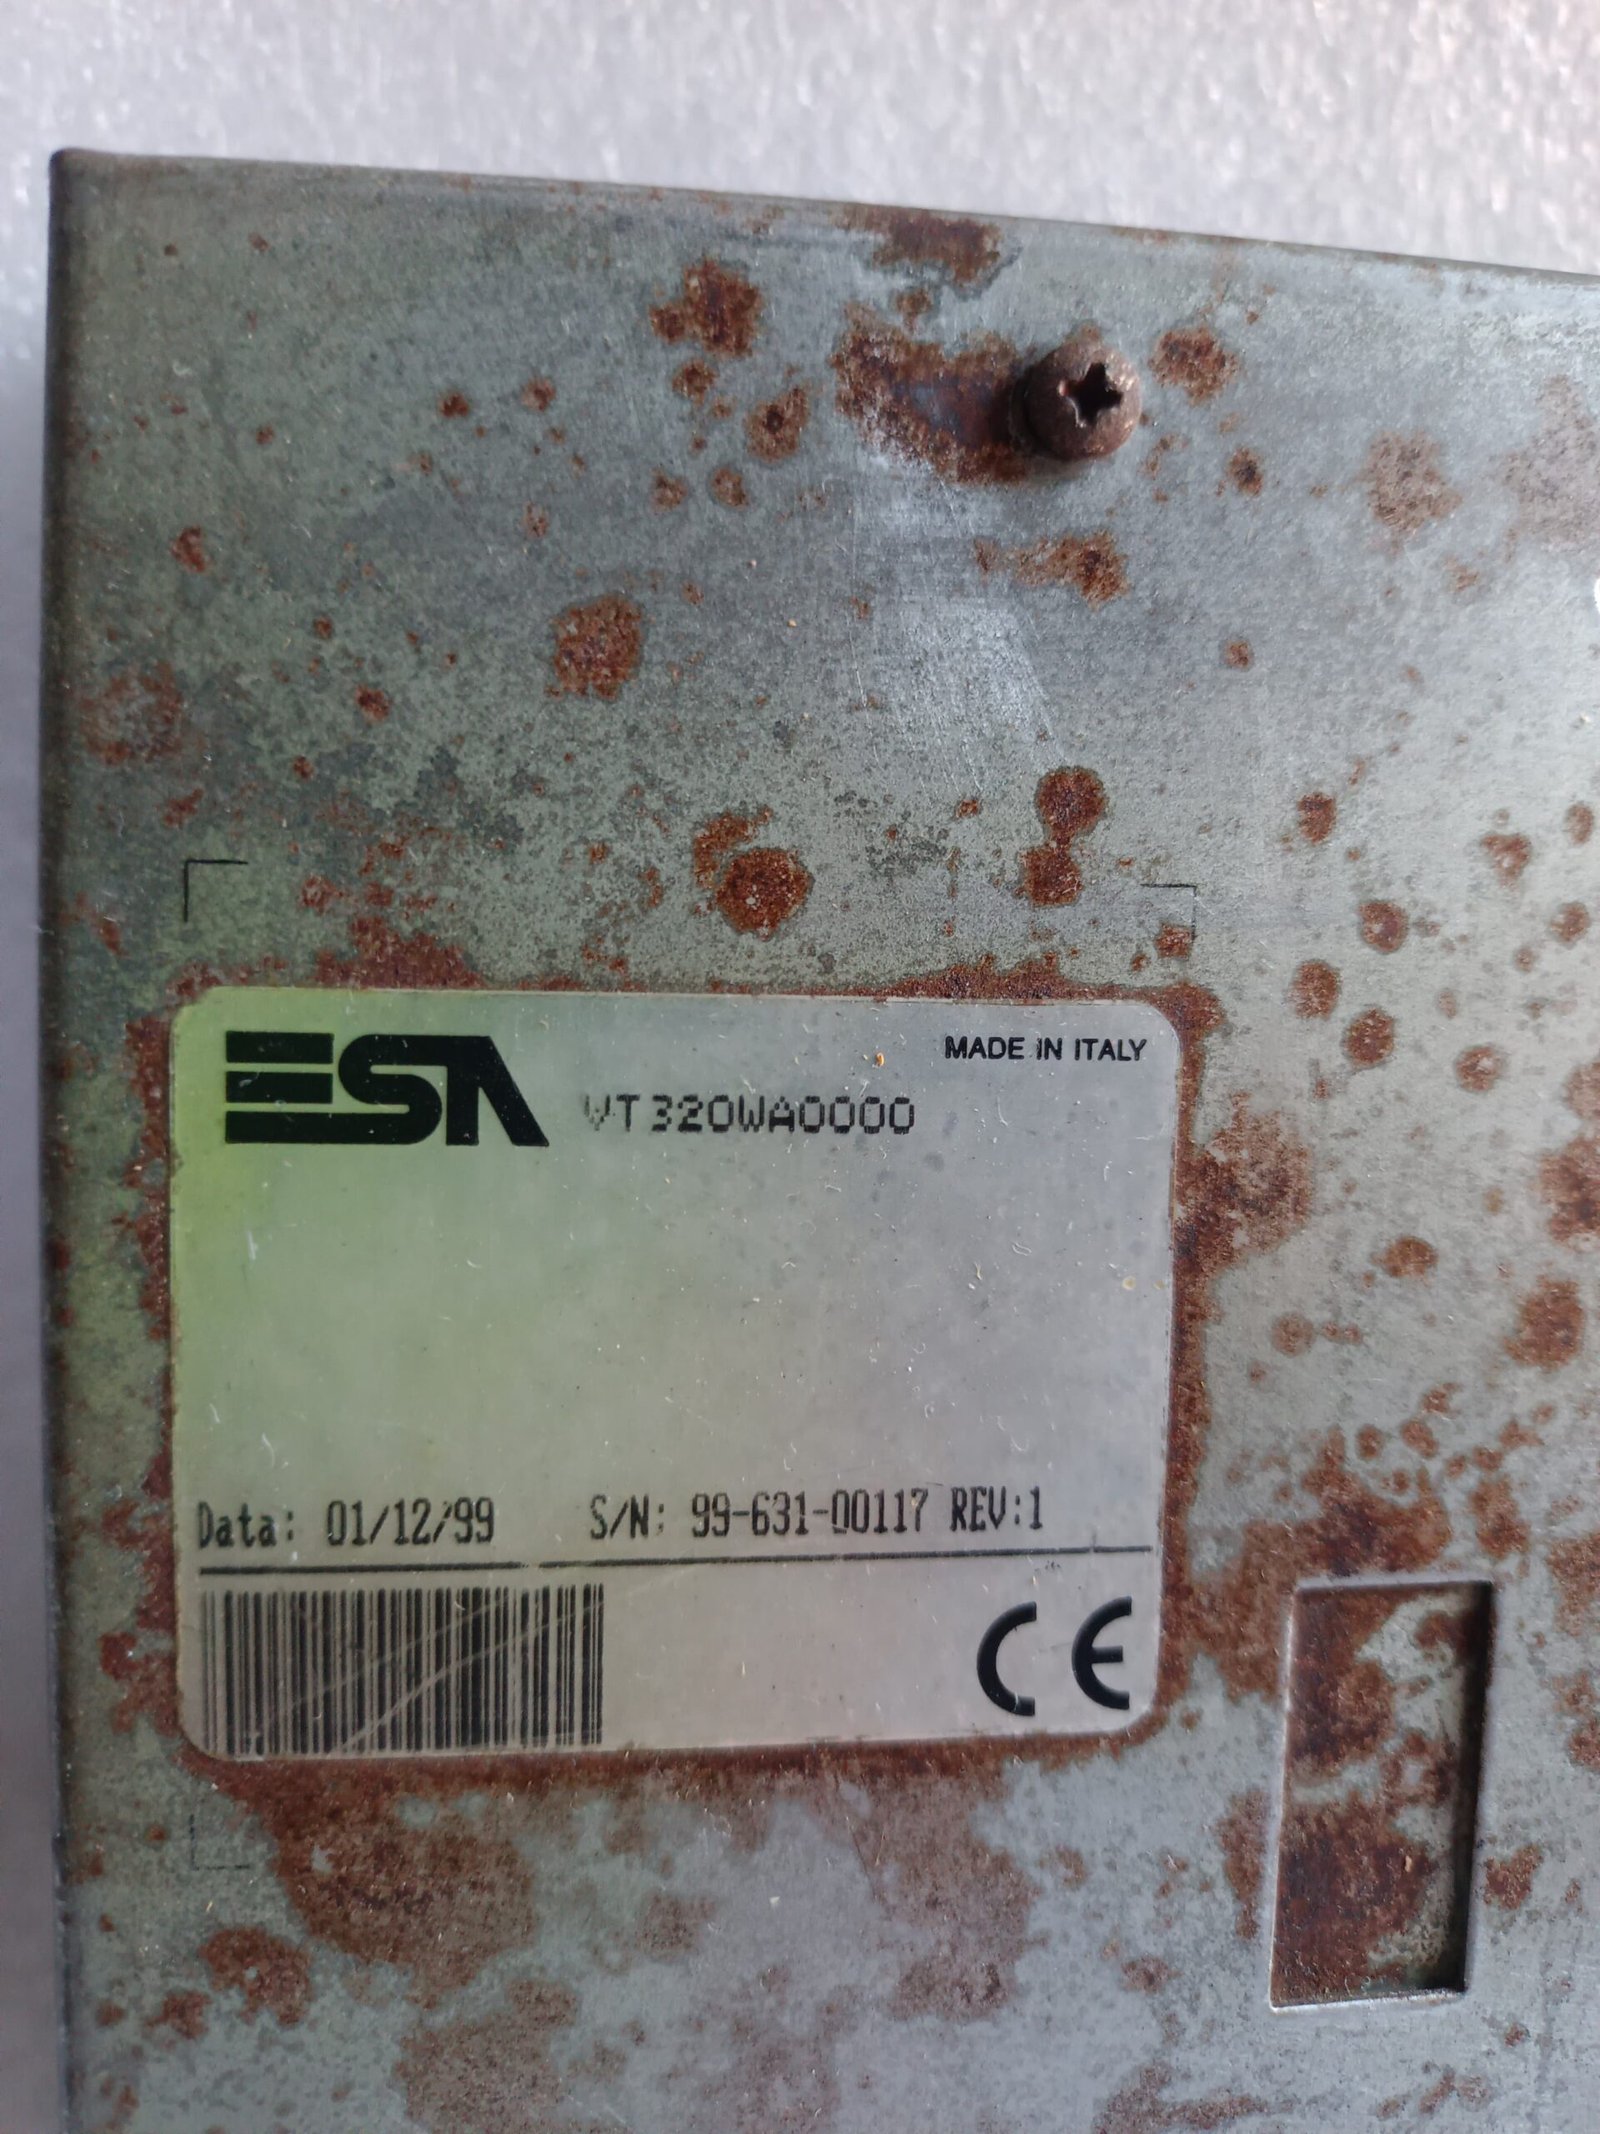 ESA
MADE IN ITALY
VT320WA0000
Data: 01/12/99 S/N: 99-631-00117 REV:1
CE